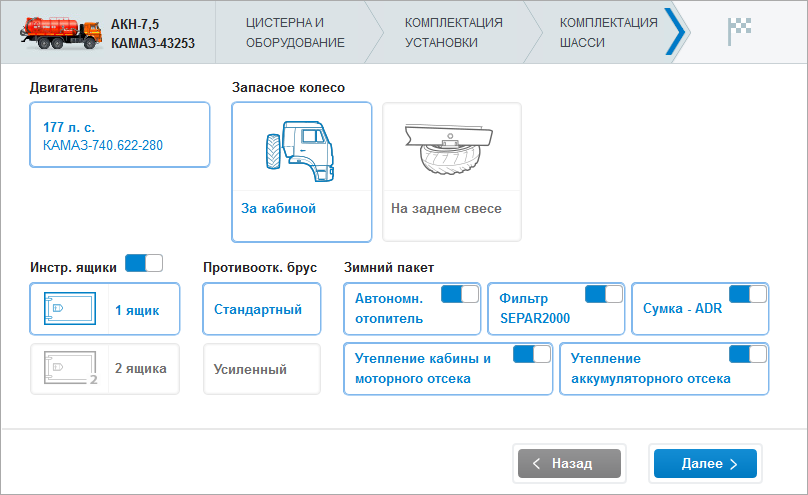 АКН-7,5
КАМАЗ-43253
ЦИСТЕРНА И
ОБОРУДОВАНИЕ
КОМПЛЕКТАЦИЯ
УСТАНОВКИ
КОМПЛЕКТАЦИЯ
ШАССИ
Двигатель
177 л. с.
КАМАЗ-740.622-280
Запасное колесо
За кабиной
На заднем свесе
Инстр. ящики
1 ящик
2
2 ящика
Противоотк. брус
Стандартный
Усиленный
Зимний пакет
Автономн.
отопитель
Фильтр
SEPAR2000
Сумка - ADR
Утепление кабины и
моторного отсека
Утепление
аккумуляторного отсека
Назад
Далее